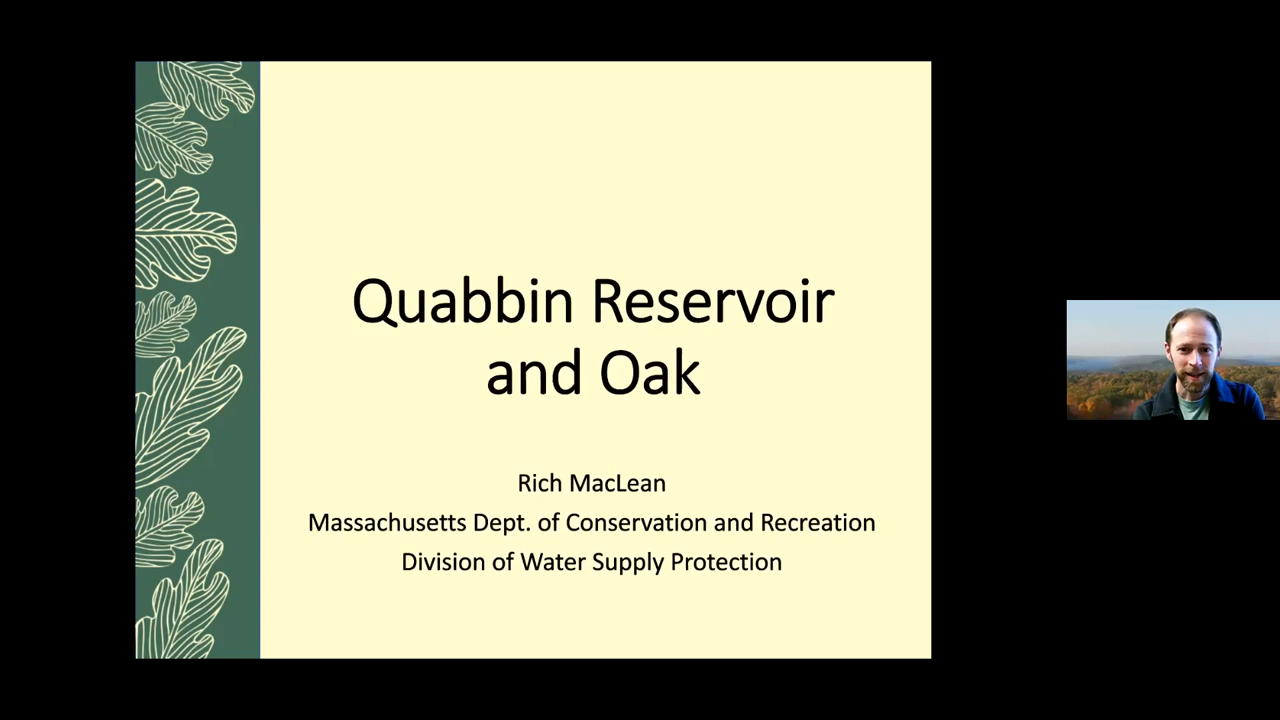 Quabbin Reservoir
and Oak
Rich MacLean
Massachusetts Dept. of Conservation and Recreation
Division of Water Supply Protection